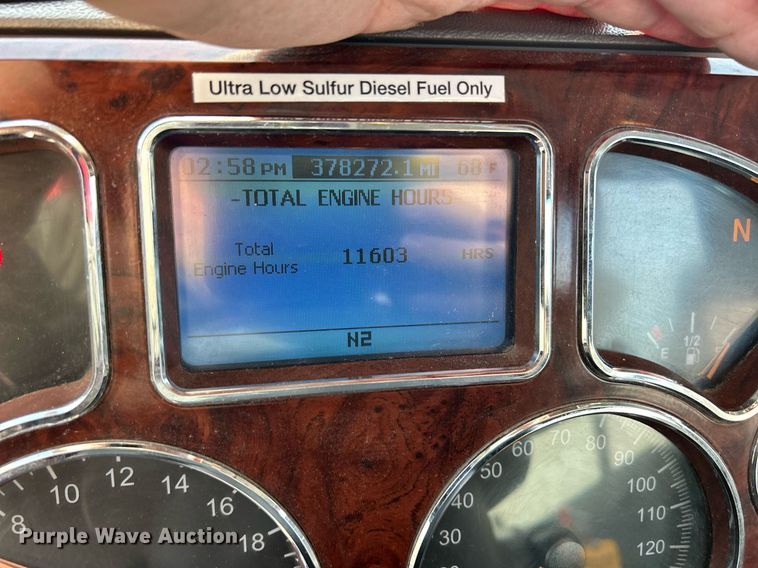 Ultra Low Sulfur Diesel Fuel Only
02:58 PM 378272.1 MI 60°F
-TOTAL ENGINE HOURS-
Total
Engine Hours 11603 HRS
N2
N
E 1/2
8 10 12 14 16 18
40 50 60 70 80 90 100 110 120
Purple Wave Auction